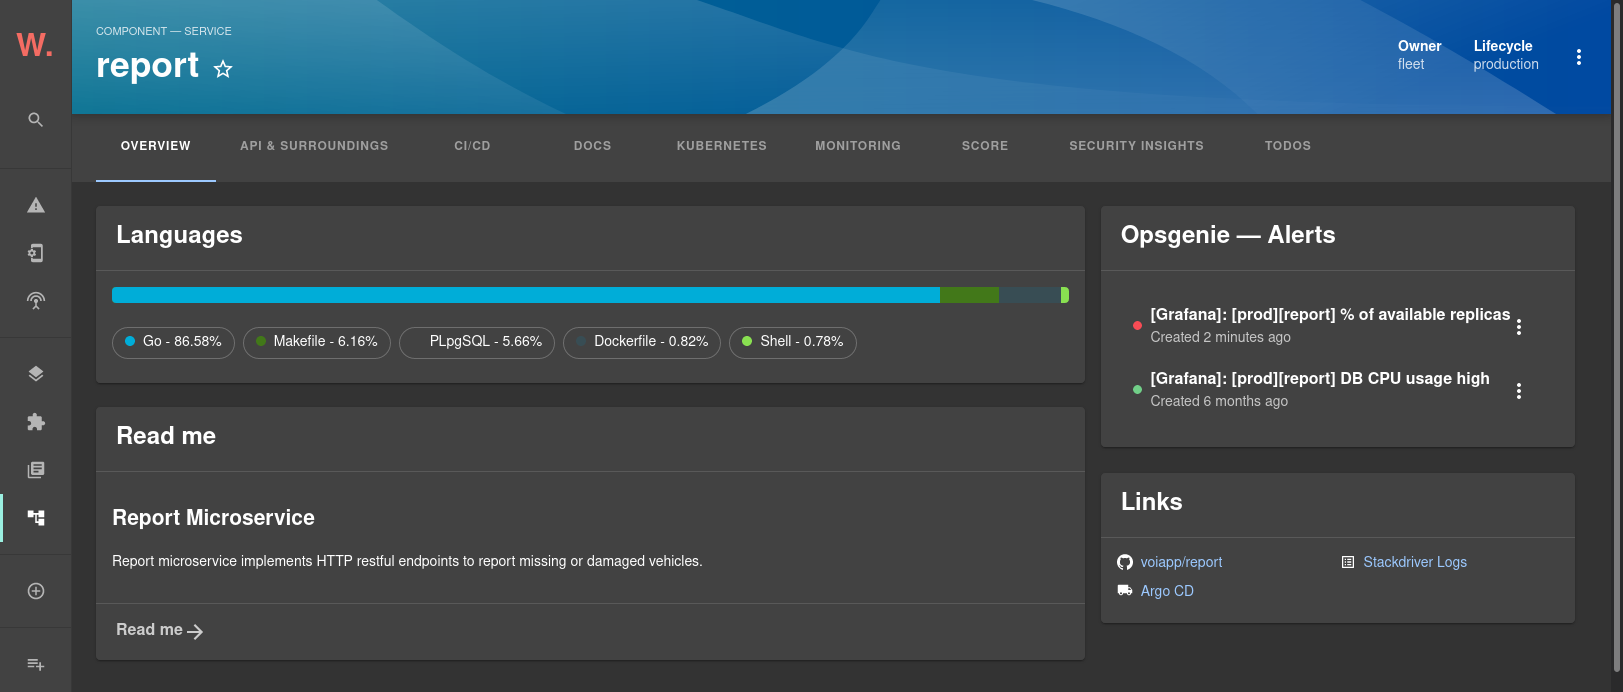 W.
COMPONENT — SERVICE
report
Owner
fleet
Lifecycle
production
OVERVIEW
API & SURROUNDINGS
CI/CD
DOCS
KUBERNETES
MONITORING
SCORE
SECURITY INSIGHTS
TODOS
Languages
Go - 86.58%
Makefile - 6.16%
PLpgSQL - 5.66%
Dockerfile - 0.82%
Shell - 0.78%
Read me
Report Microservice
Report microservice implements HTTP restful endpoints to report missing or damaged vehicles.
Read me
Opsgenie — Alerts
[Grafana]: [prod][report] % of available replicas
Created 2 minutes ago
[Grafana]: [prod][report] DB CPU usage high
Created 6 months ago
Links
voiapp/report
Stackdriver Logs
Argo CD